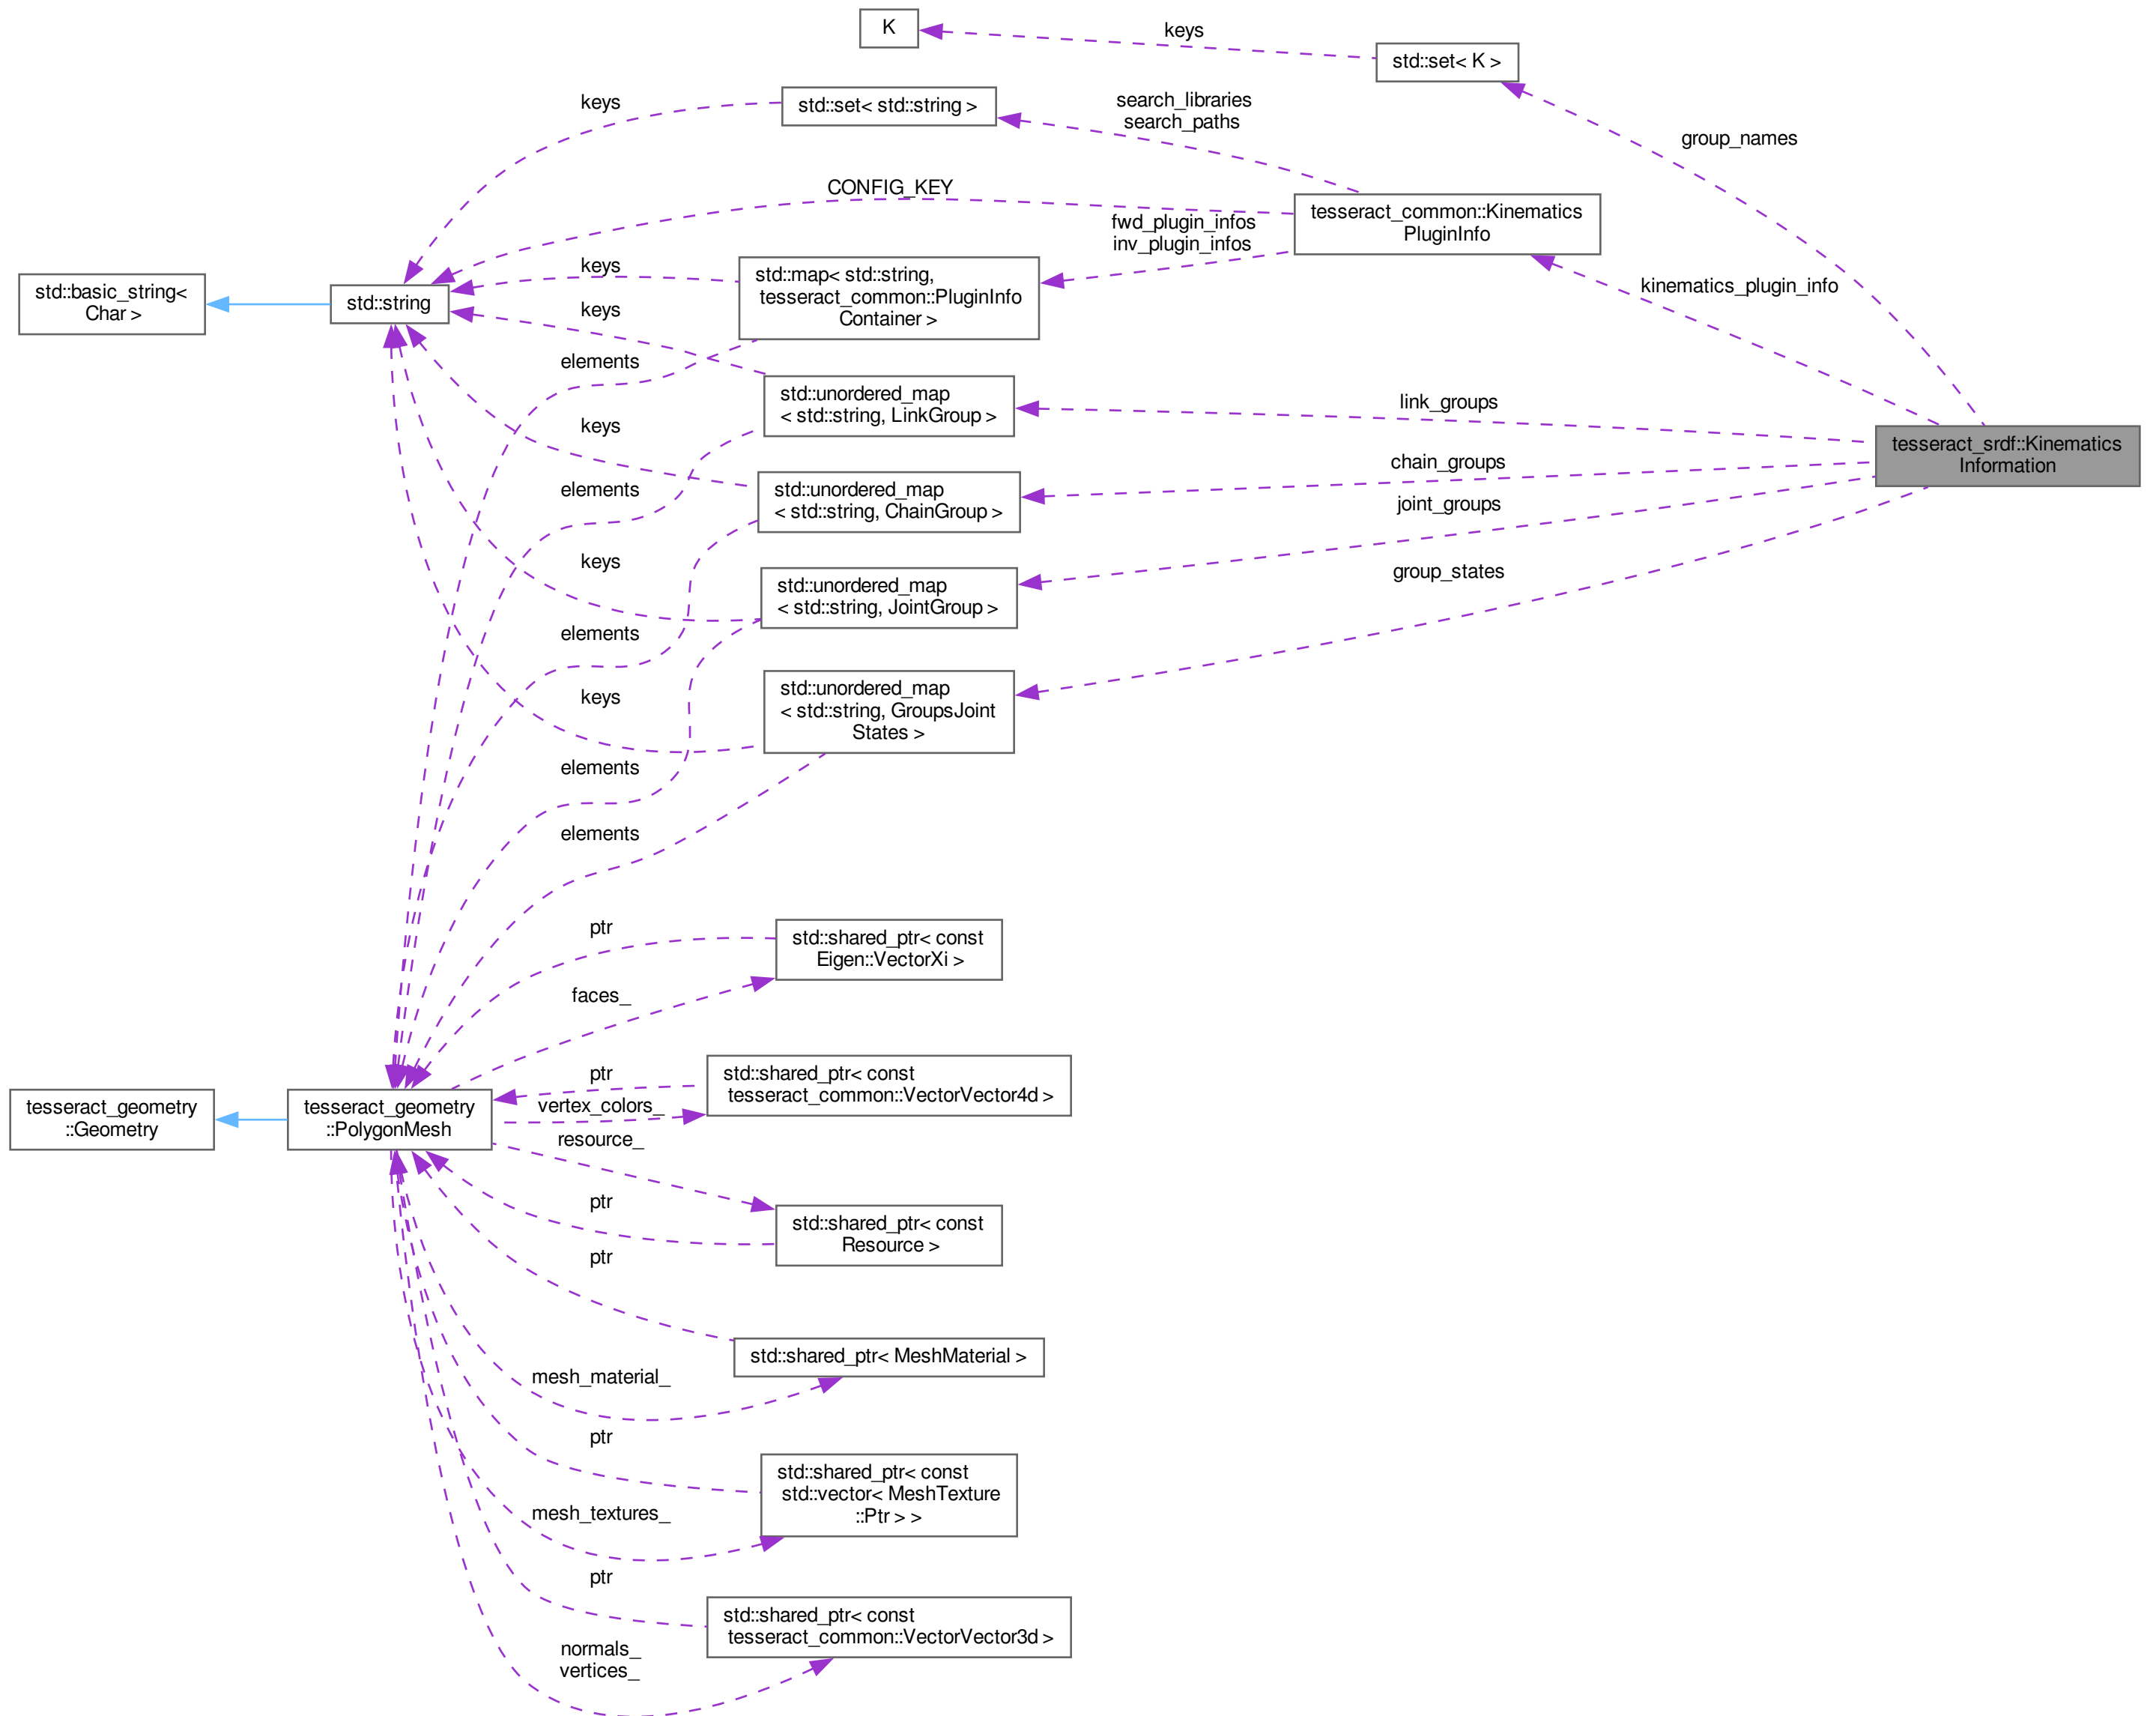 K
keys
std::set< K >
keys
std::set< std::string >
search_libraries
search_paths
group_names
CONFIG_KEY
tesseract_common::Kinematics
PluginInfo
fwd_plugin_infos
inv_plugin_infos
kinematics_plugin_info
std::basic_string<
Char >
std::string
keys
std::map< std::string,
tesseract_common::PluginInfo
Container >
keys
elements
std::unordered_map
< std::string, LinkGroup >
link_groups
tesseract_srdf::Kinematics
Information
keys
chain_groups
elements
std::unordered_map
< std::string, ChainGroup >
joint_groups
keys
std::unordered_map
< std::string, JointGroup >
group_states
elements
keys
std::unordered_map
< std::string, GroupsJoint
States >
elements
elements
ptr
std::shared_ptr< const
Eigen::VectorXi >
faces_
ptr
std::shared_ptr< const
tesseract_common::VectorVector4d >
vertex_colors_
tesseract_geometry
::Geometry
tesseract_geometry
::PolygonMesh
resource_
ptr
std::shared_ptr< const
Resource >
ptr
std::shared_ptr< MeshMaterial >
mesh_material_
ptr
std::shared_ptr< const
std::vector< MeshTexture
::Ptr > >
mesh_textures_
ptr
std::shared_ptr< const
tesseract_common::VectorVector3d >
normals_
vertices_